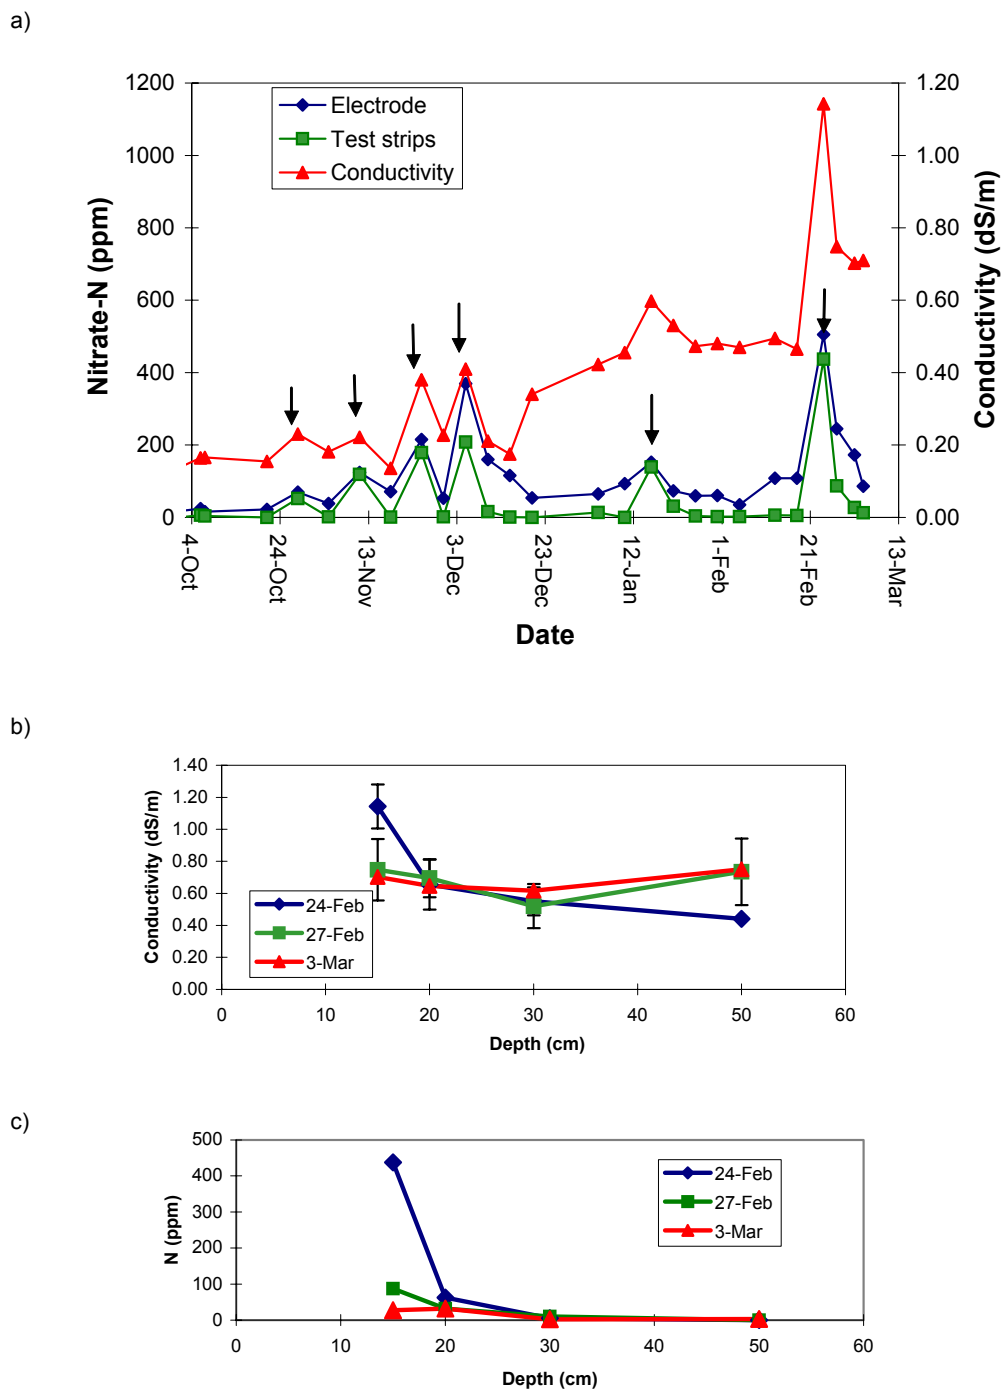 a)
1200
1000
800
600
400
200
0
Nitrate-N (ppm)
1.20
1.00
0.80
0.60
0.40
0.20
0.00
Conductivity (dS/m)
Electrode
Test strips
Conductivity
4-Oct
24-Oct
13-Nov
3-Dec
23-Dec
12-Jan
1-Feb
21-Feb
13-Mar
Date
b)
1.40
1.20
1.00
0.80
0.60
0.40
0.20
0.00
Conductivity (dS/m)
24-Feb
27-Feb
3-Mar
0 10 20 30 40 50 60
Depth (cm)
c)
500
400
300
200
100
0
N (ppm)
24-Feb
27-Feb
3-Mar
0 10 20 30 40 50 60
Depth (cm)